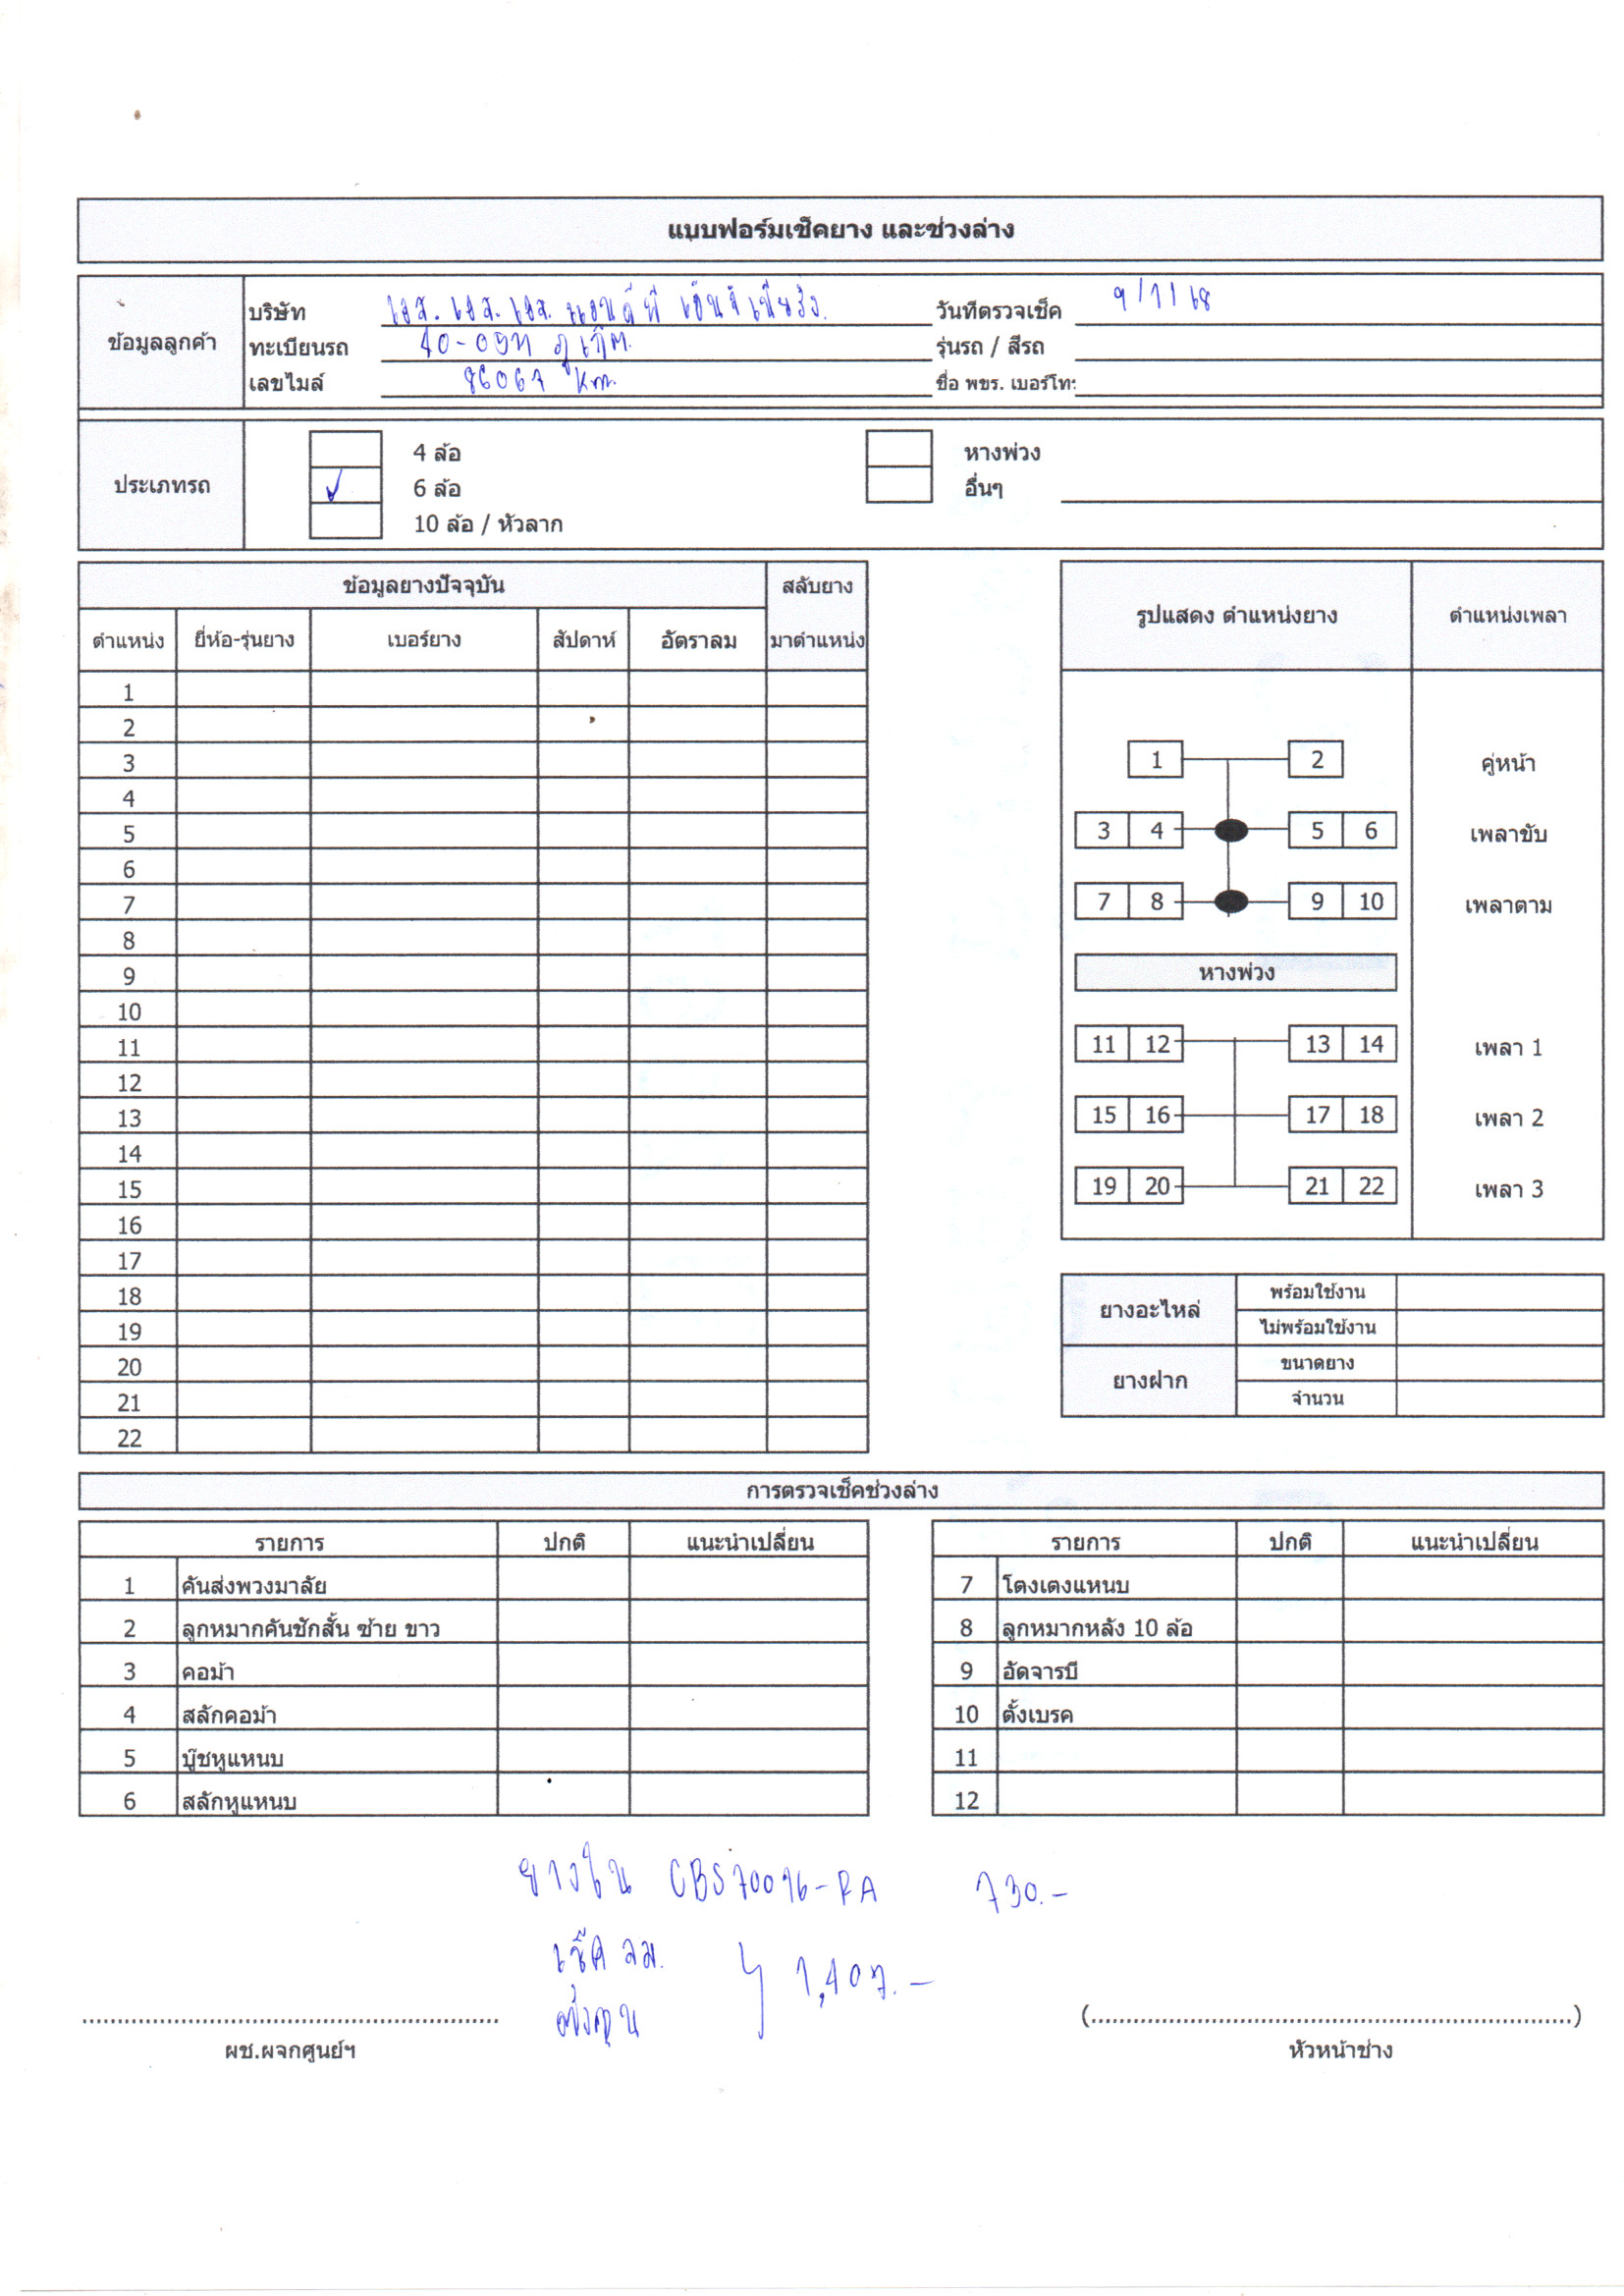 แบบฟอร์มเช็คยาง และช่วงล่าง
ข้อมูลลูกค้า
บริษัท เอส. เอส. เอส. แอนด์ พี เอ็นจิเนียริ่ง. วันที่ตรวจเช็ค 9/1/68
ทะเบียนรถ ภูเก็ต. รุ่นรถ / สีรถ
เลขไมล์ 86067 Km. ชื่อ พขร. เบอร์โทร
ประเภทรถ
4 ล้อ หางพ่วง
✓ 6 ล้อ อื่นๆ
10 ล้อ / หัวลาก
ข้อมูลยางปัจจุบัน สลับยาง
ตำแหน่ง ยี่ห้อ-รุ่นยาง เบอร์ยาง สัปดาห์ อัตราลม มาตำแหน่ง
1
2
3
4
5
6
7
8
9
10
11
12
13
14
15
16
17
18
19
20
21
22
รูปแสดง ตำแหน่งยาง ตำแหน่งเพลา
1 2 คู่หน้า
3 4 5 6 เพลาขับ
7 8 9 10 เพลาตาม
หางพ่วง
11 12 13 14 เพลา 1
15 16 17 18 เพลา 2
19 20 21 22 เพลา 3
ยางอะไหล่ พร้อมใช้งาน
ไม่พร้อมใช้งาน
ยางฝาก ขนาดยาง
จำนวน
การตรวจเช็คช่วงล่าง
รายการ ปกติ แนะนำเปลี่ยน รายการ ปกติ แนะนำเปลี่ยน
1 คันส่งพวงมาลัย 7 โตงเตงแหนบ
2 ลูกหมากคันชักสั้น ซ้าย ขาว 8 ลูกหมากหลัง 10 ล้อ
3 คอม้า 9 อัดจารบี
4 สลักคอม้า 10 ตั้งเบรค
5 บู๊ชหูแหนบ 11
6 สลักหูแหนบ 12
ยางใน 730.-
เช็ค ลม.
1,407.-
ผช.ผจกศูนย์ฯ
(..............................)
หัวหน้าช่าง